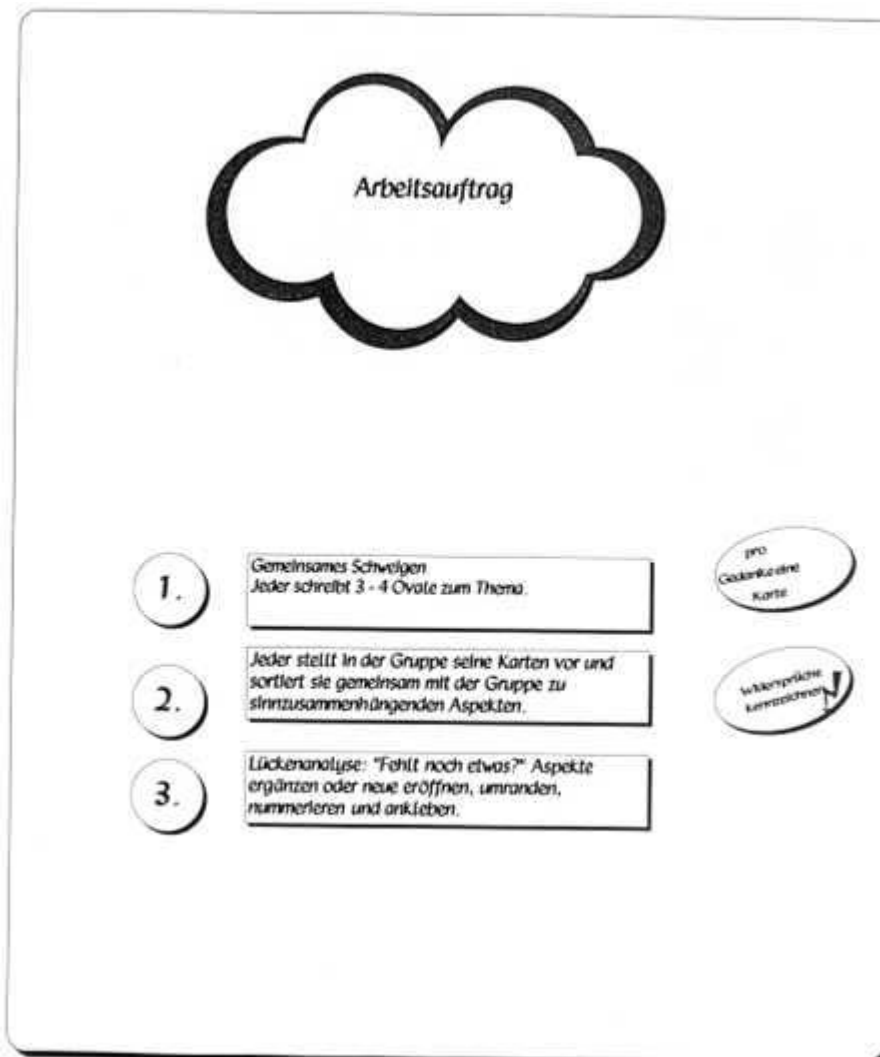 Arbeitsauftrag
1.
Gemeinsames Schweigen
Jeder schreibt 3 - 4 Ovale zum Thema.
pro
Gedanke eine
Karte
2.
Jeder stellt in der Gruppe seine Karten vor und
sortiert sie gemeinsam mit der Gruppe zu
sinnzusammenhängenden Aspekten.
Widersprüche
kennzeichnen
3.
Lückenanalyse: "Fehlt noch etwas?" Aspekte
ergänzen oder neue eröffnen, umranden,
nummerieren und ankleben.